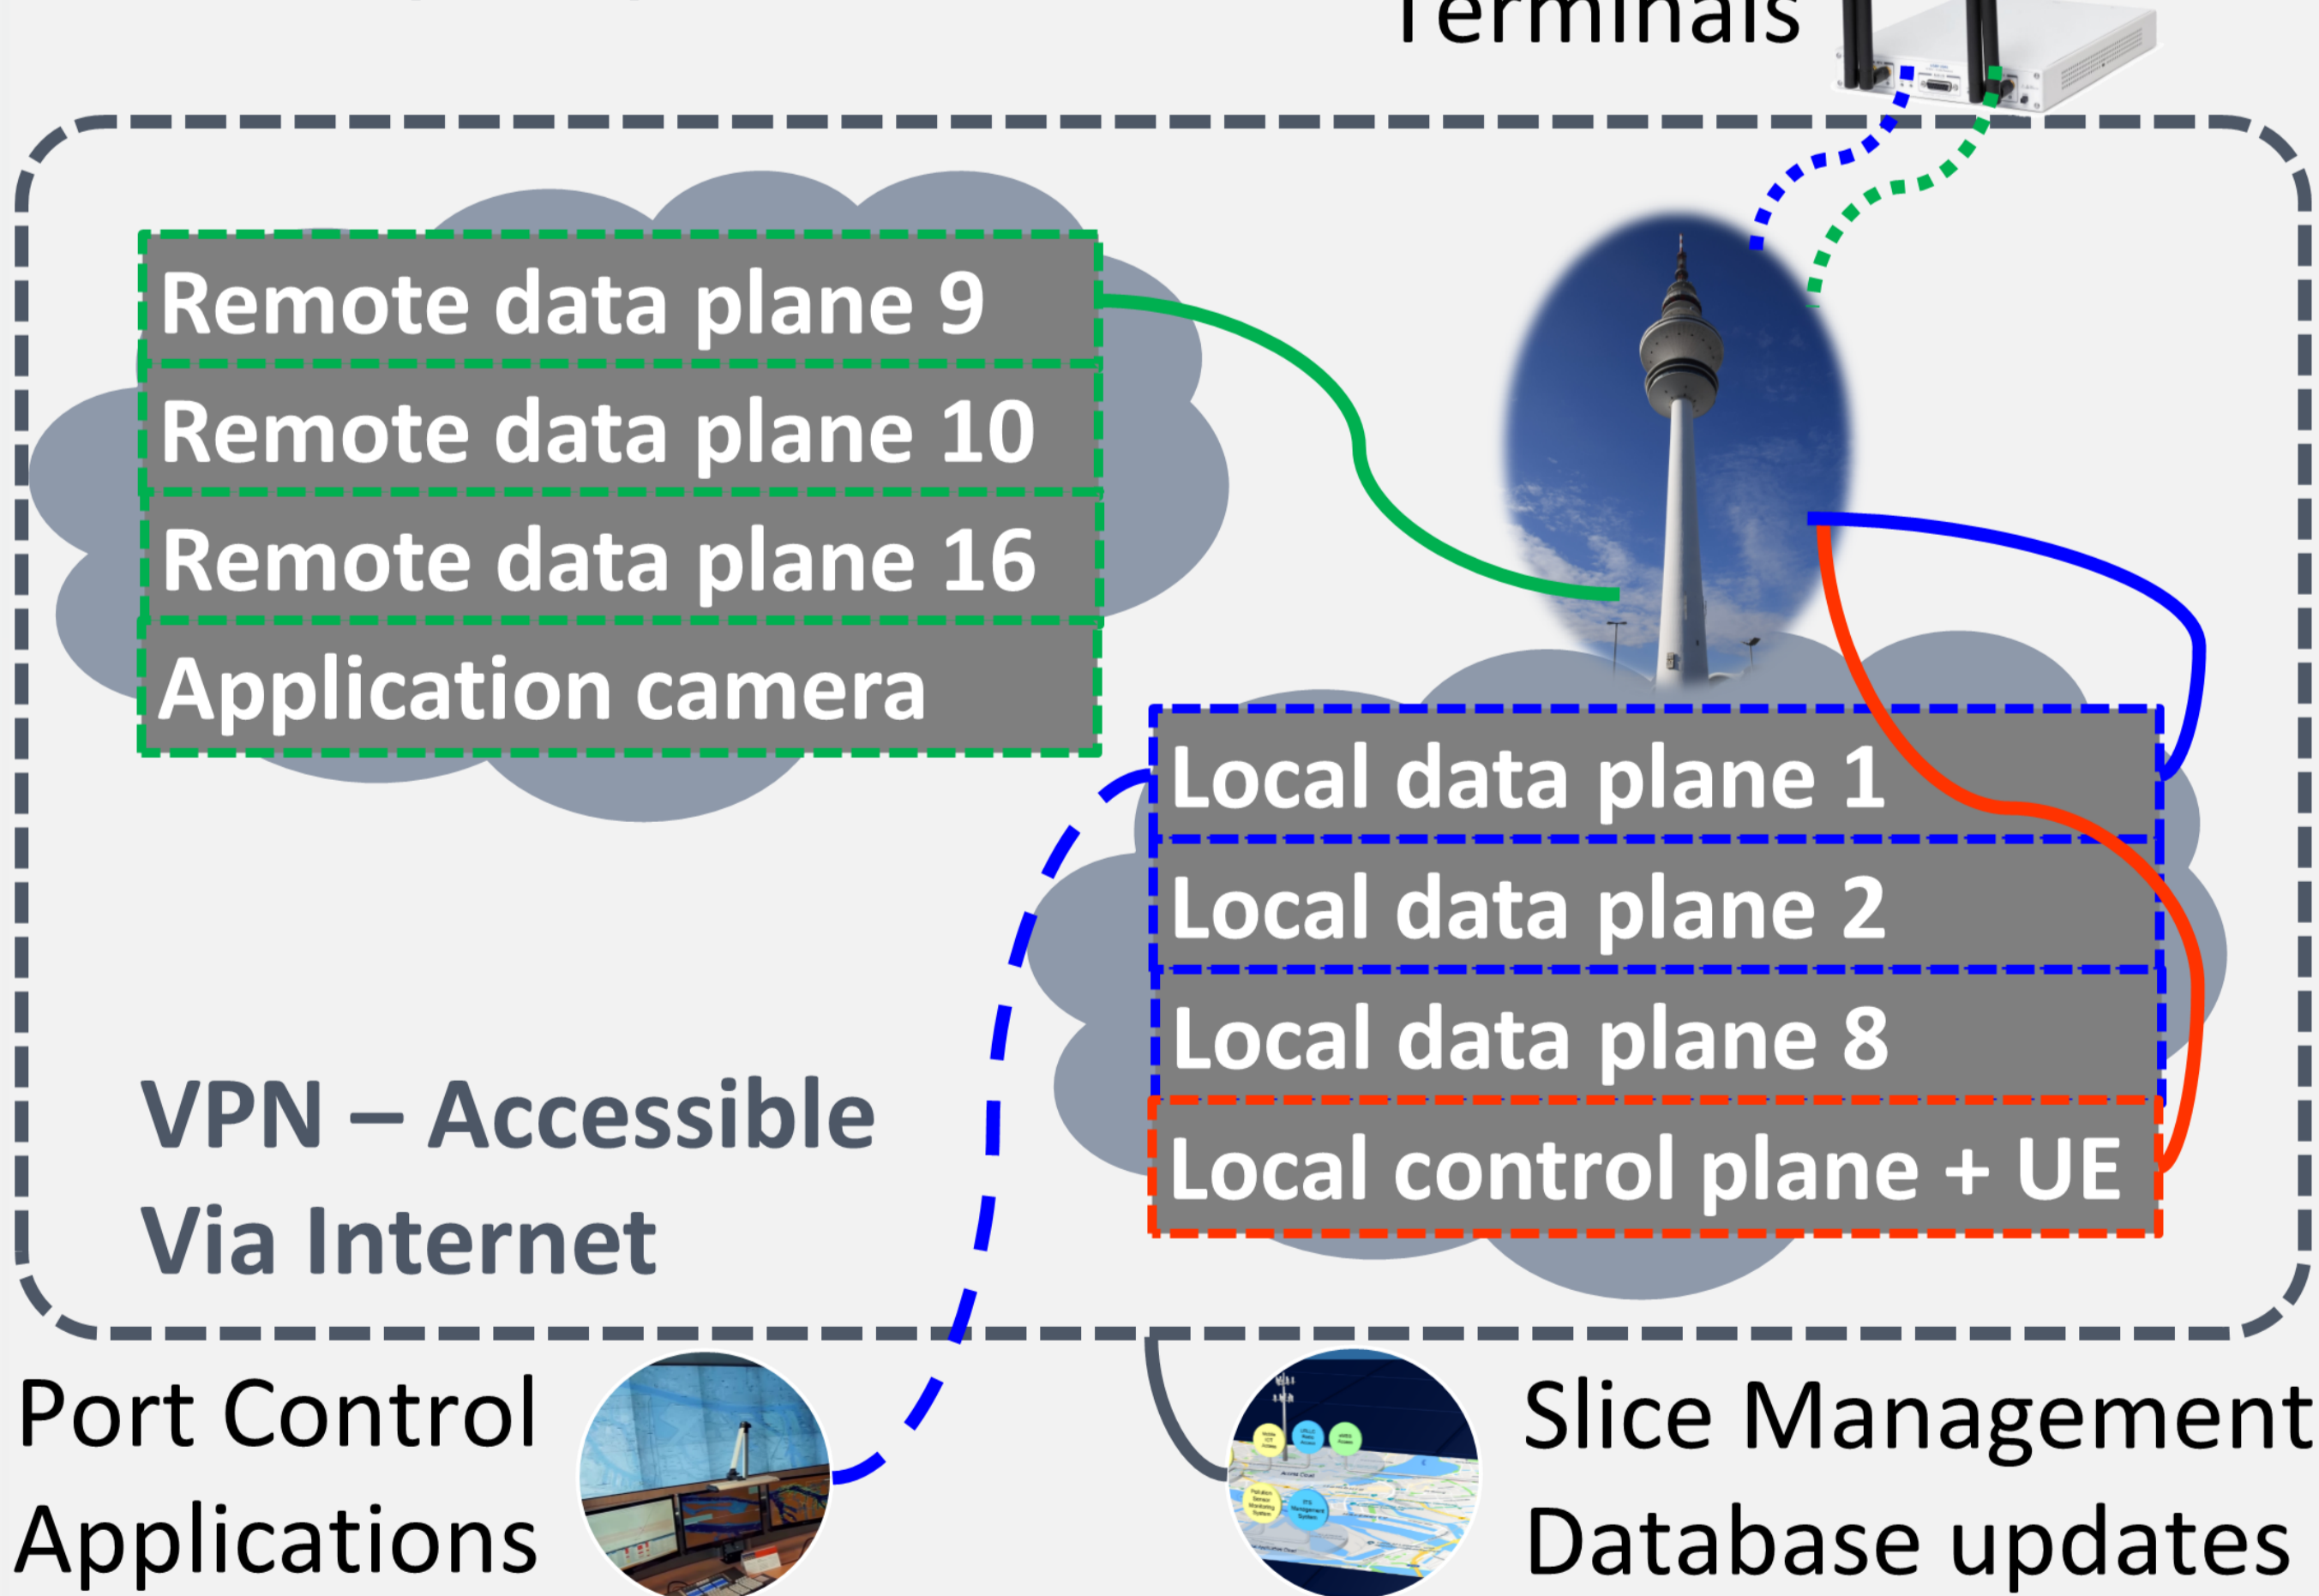 Terminals
Remote data plane 9
Remote data plane 10
Remote data plane 16
Application camera
Local data plane 1
Local data plane 2
Local data plane 8
Local control plane + UE
VPN – Accessible
Via Internet
Port Control
Applications
Slice Management
Database updates